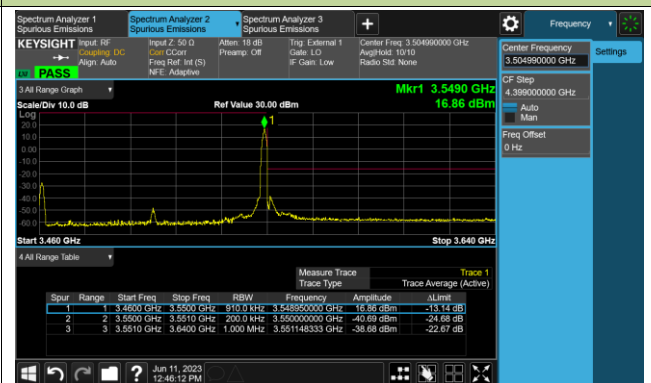 Spectrum Analyzer 1
Spurious Emissions
Spectrum Analyzer 2
Spurious Emissions
Spectrum Analyzer 3
Spurious Emissions
Frequency
KEYSIGHT
Input: RF
Coupling: DC
Align: Auto
Input Z: 50 Ω
Corr CCorr
Freq Ref: Int (S)
NFE: Adaptive
Atten: 18 dB
Preamp: Off
Trig: External 1
Gate: LO
IF Gain: Low
Center Freq: 3.504990000 GHz
Avg|Hold: 10/10
Radio Std: None
PASS
Center Frequency
3.504990000 GHz
Settings
CF Step
4.399000000 GHz
Auto
Man
Freq Offset
0 Hz
3 All Range Graph
Mkr1 3.5490 GHz
Scale/Div 10.0 dB
Ref Value 30.00 dBm
16.86 dBm
Log
1
20.0
10.0
0.00
-10.0
-20.0
-30.0
-40.0
-50.0
-60.0
Start 3.460 GHz
Stop 3.640 GHz
4 All Range Table
Measure Trace Trace 1
Trace Type Trace Average (Active)
Spur Range Start Freq Stop Freq RBW Frequency Amplitude ΔLimit
1 1 3.4600 GHz 3.5500 GHz 910.0 kHz 3.548950000 GHz 16.86 dBm -13.14 dB
2 2 3.5500 GHz 3.5510 GHz 200.0 kHz 3.550000000 GHz -40.69 dBm -24.68 dB
3 3 3.5510 GHz 3.6400 GHz 1.000 MHz 3.551148333 GHz -38.68 dBm -22.67 dB
Jun 11, 2023
12:46:12 PM